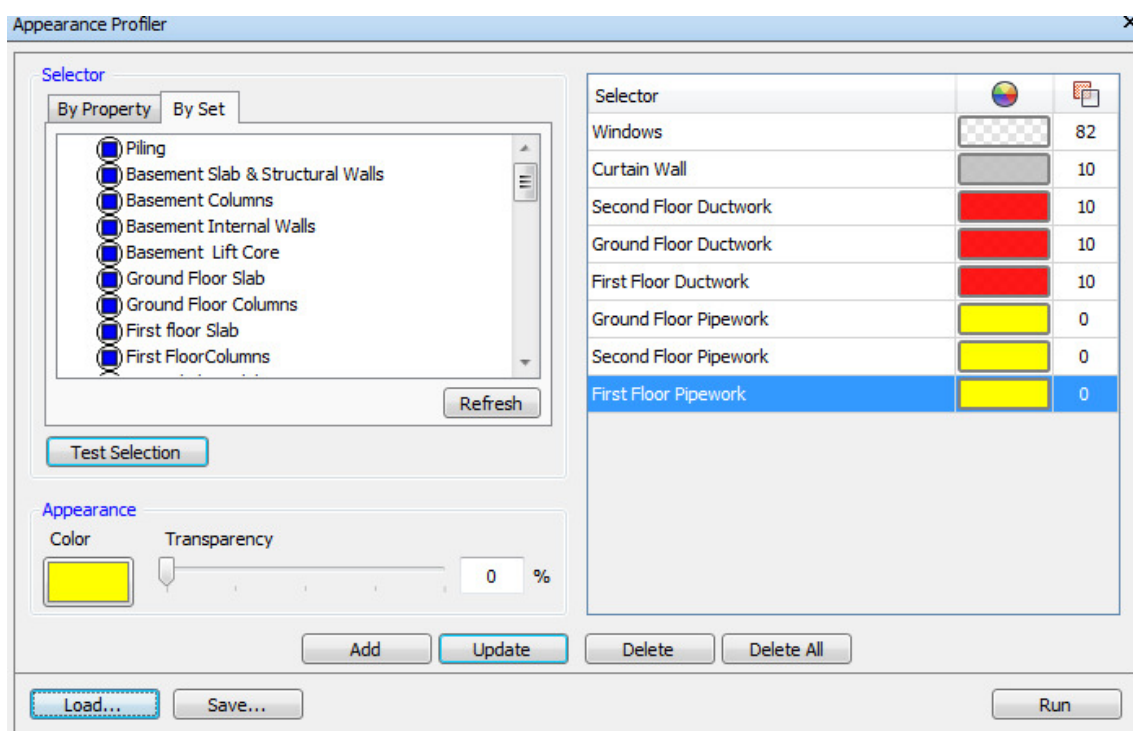 Appearance Profiler
Selector
By Property By Set
Piling
Basement Slab & Structural Walls
Basement Columns
Basement Internal Walls
Basement Lift Core
Ground Floor Slab
Ground Floor Columns
First floor Slab
First FloorColumns
Refresh
Test Selection
Appearance
Color Transparency
0 %
Selector
Windows 82
Curtain Wall 10
Second Floor Ductwork 10
Ground Floor Ductwork 10
First Floor Ductwork 10
Ground Floor Pipework 0
Second Floor Pipework 0
First Floor Pipework 0
Add Update Delete Delete All
Load... Save... Run